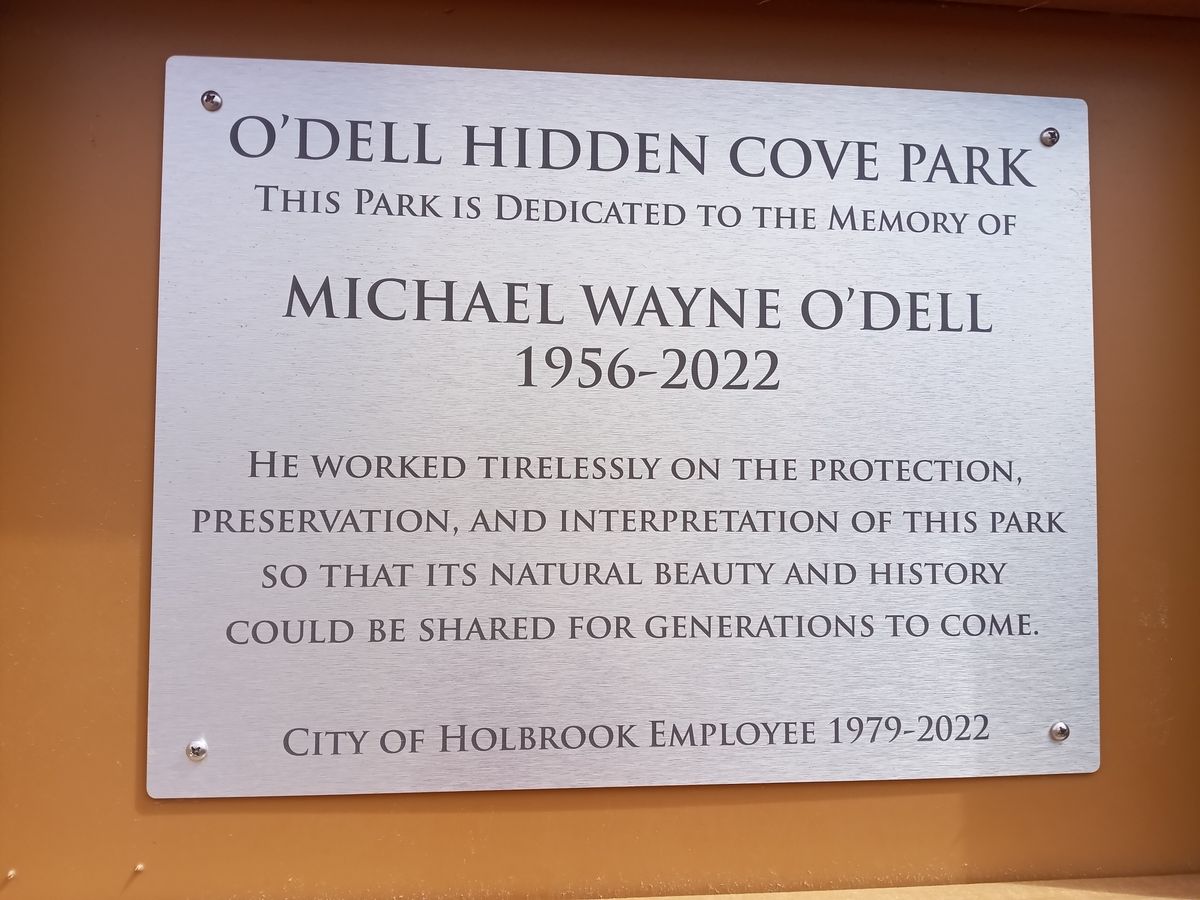 O'DELL HIDDEN COVE PARK
THIS PARK IS DEDICATED TO THE MEMORY OF
MICHAEL WAYNE O'DELL
1956-2022
HE WORKED TIRELESSLY ON THE PROTECTION,
PRESERVATION, AND INTERPRETATION OF THIS PARK
SO THAT ITS NATURAL BEAUTY AND HISTORY
COULD BE SHARED FOR GENERATIONS TO COME.
CITY OF HOLBROOK EMPLOYEE 1979-2022